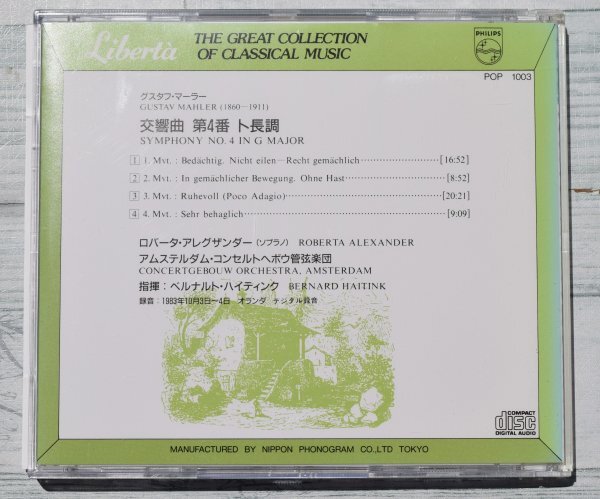 Libertà
THE GREAT COLLECTION
OF CLASSICAL MUSIC
PHILIPS
POP 1003
グスタフ・マーラー
GUSTAV MAHLER (1860—1911)
交響曲 第4番 ト長調
SYMPHONY NO. 4 IN G MAJOR
1 1. Mvt. : Bedächtig. Nicht eilen—Recht gemächlich [16:52]
2 2. Mvt. : In gemächlicher Bewegung. Ohne Hast [8:52]
3 3. Mvt. : Ruhevoll (Poco Adagio) [20:21]
4 4. Mvt. : Sehr behaglich [9:09]
ロバータ・アレグザンダー (ソプラノ) ROBERTA ALEXANDER
アムステルダム・コンセルトヘボウ管弦楽団
CONCERTGEBOUW ORCHESTRA, AMSTERDAM
指揮：ベルナルト・ハイティンク BERNARD HAITINK
録音：1983年10月3日〜4日 オランダ デジタル録音
COMPACT
disc
DIGITAL AUDIO
MANUFACTURED BY NIPPON PHONOGRAM CO.,LTD TOKYO